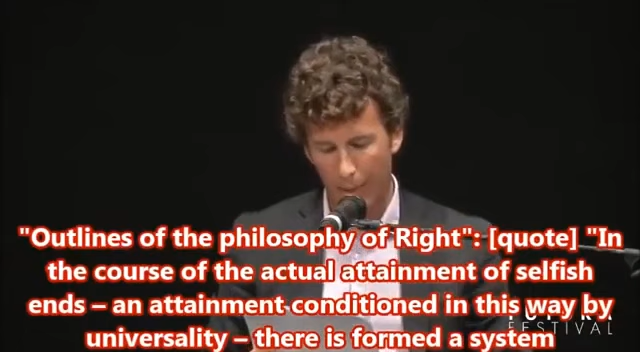 "Outlines of the philosophy of Right": [quote] "In
the course of the actual attainment of selfish
ends – an attainment conditioned in this way by
universality – there is formed a system
FESTIVAL